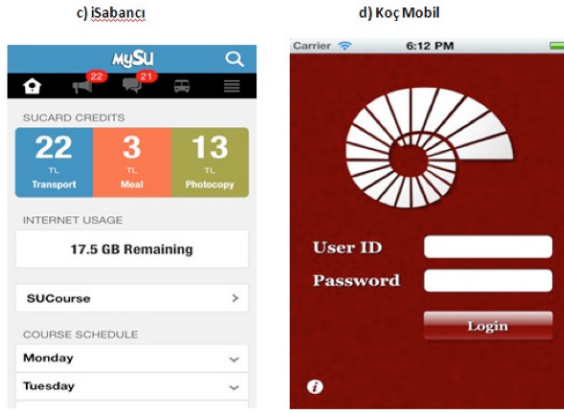 c) iSabancı
d) Koç Mobil
mySU
22
21
SUCARD CREDITS
22 3 13
TL TL TL
Transport Meal Photocopy
INTERNET USAGE
17.5 GB Remaining
SUCourse
COURSE SCHEDULE
Monday
Tuesday
Carrier 6:12 PM
User ID
Password
Login
i